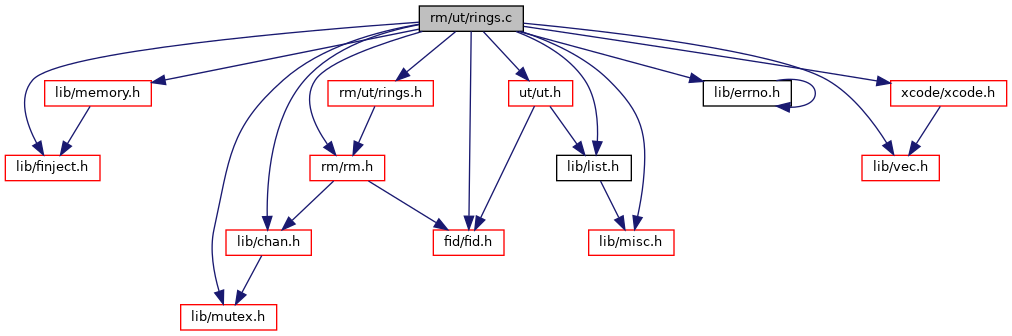 rm/ut/rings.c
lib/memory.h
rm/ut/rings.h
ut/ut.h
lib/errno.h
xcode/xcode.h
lib/finject.h
rm/rm.h
lib/list.h
lib/vec.h
lib/chan.h
fid/fid.h
lib/misc.h
lib/mutex.h